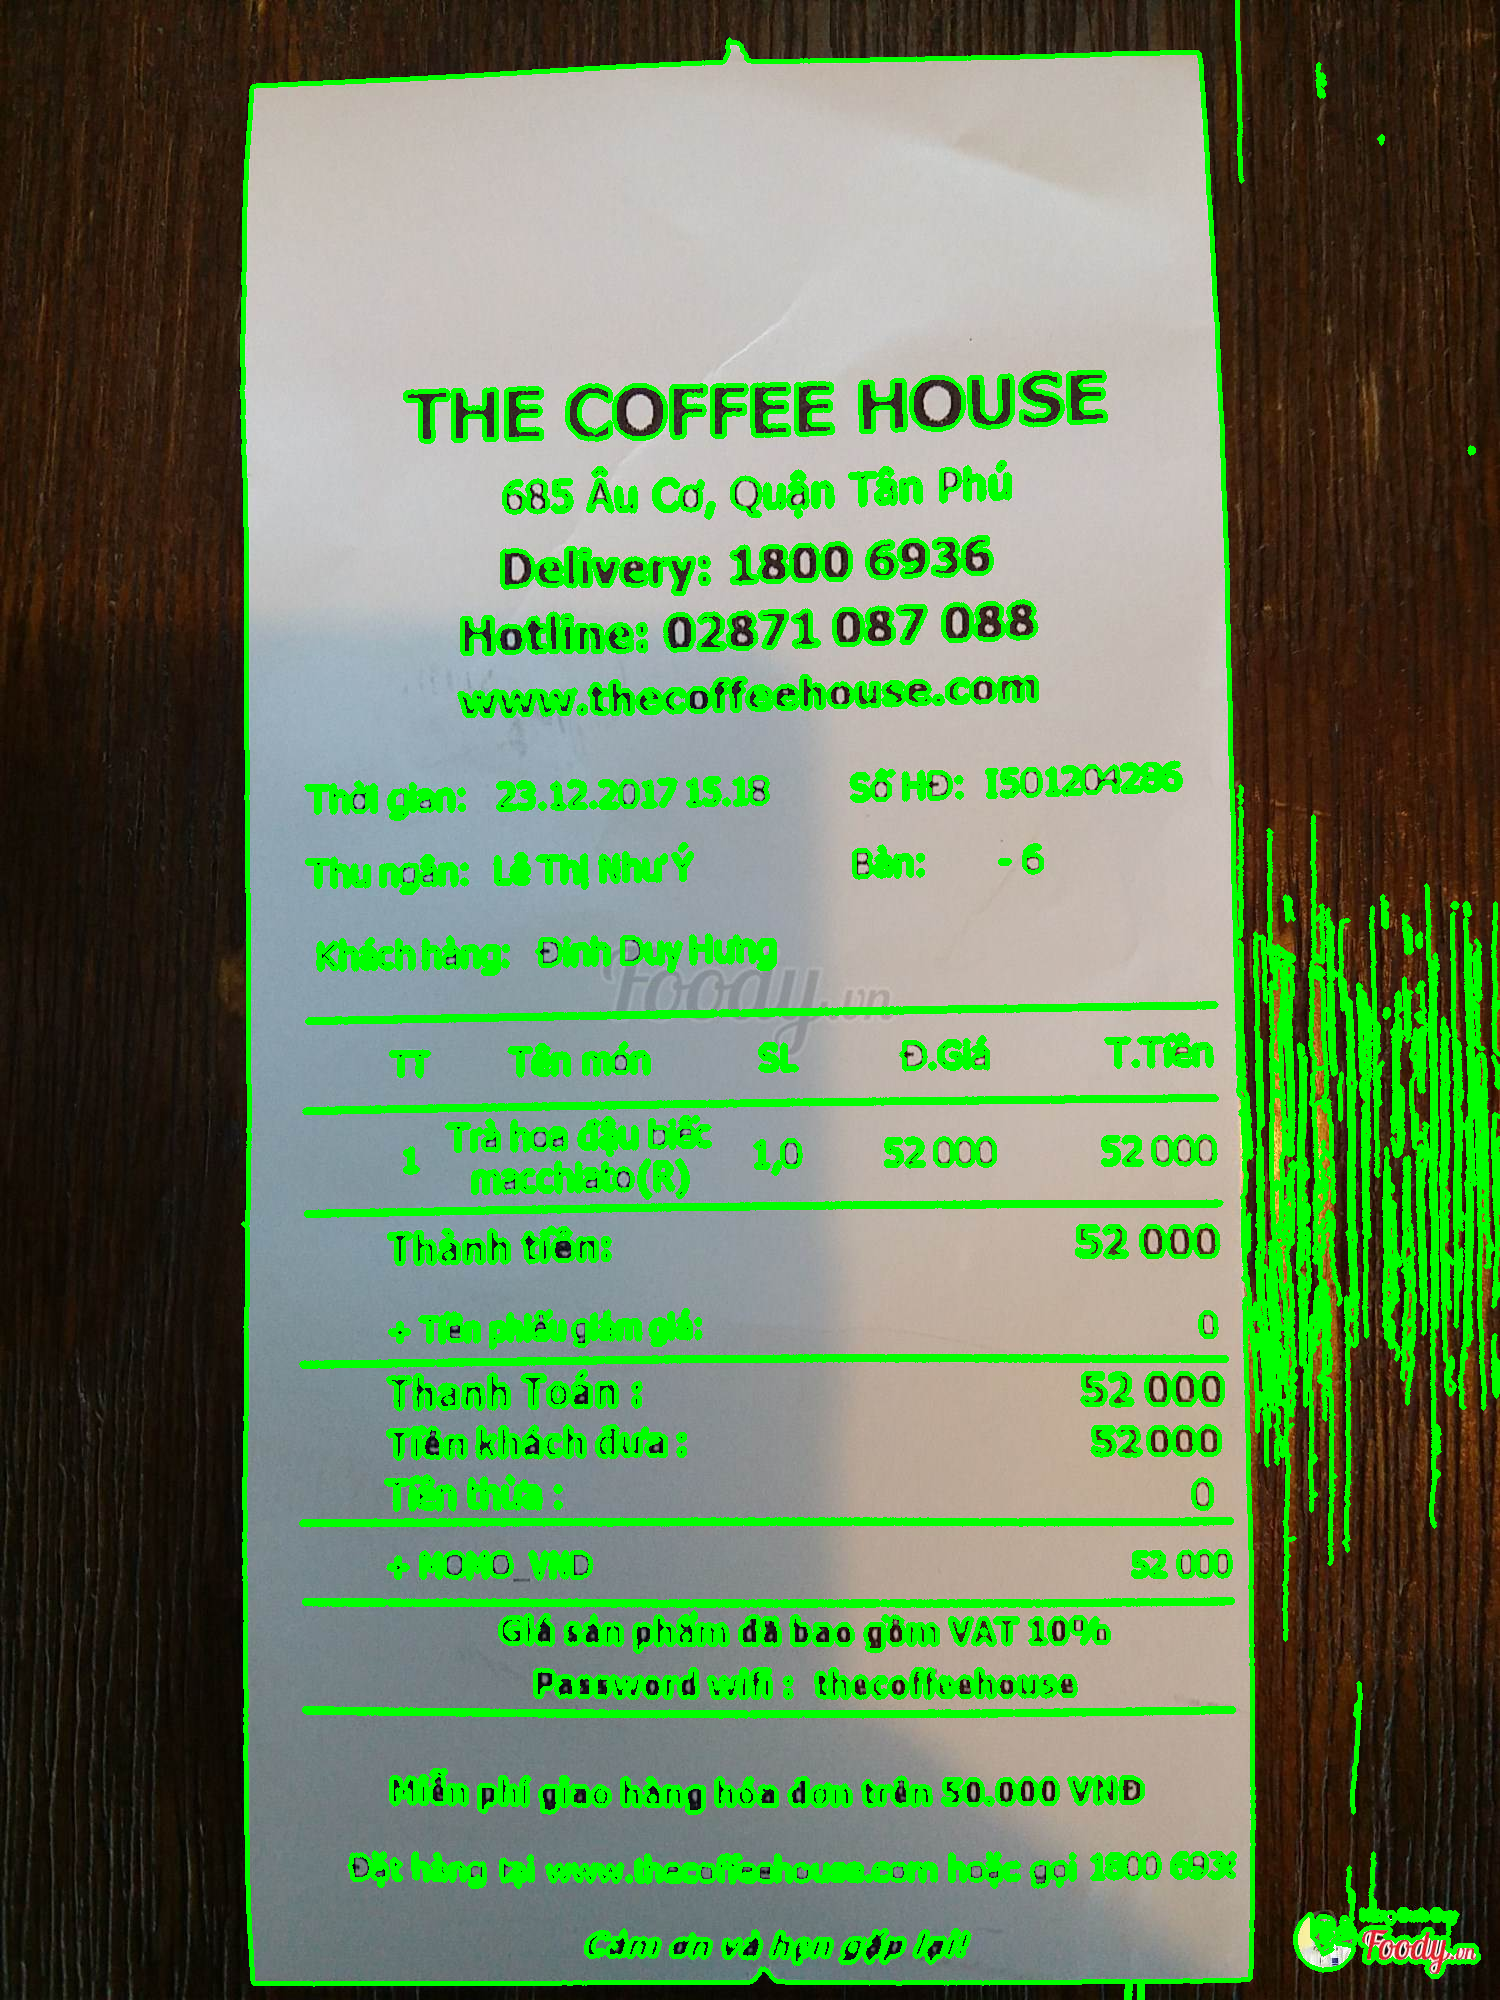 THE COFFEE HOUSE
685 Âu Cơ, Quận Tân Phú
Delivery: 1800 6936
Hotline: 02871 087 088
www.thecoffeehouse.com
Thời gian: 23.12.2017 15.18 Số HĐ: I501204286
Thu ngân: Lê Thị Như Ý Bàn: - 6
Khách hàng: Đinh Duy Hưng
Foody.vn
TT Tên món SL Đ.Giá T.Tiền
1 Trà hoa đậu biếc macchiato(R) 1,0 52 000 52 000
Thành tiền: 52 000
+ Tiền phiếu giảm giá: 0
Thanh Toán : 52 000
Tiền khách đưa : 52 000
Tiền thừa : 0
+ MOMO_VND 52 000
Giá sản phẩm đã bao gồm VAT 10%
Password wifi : thecoffeehouse
Miễn phí giao hàng hóa đơn trên 50.000 VNĐ
Đặt hàng tại www.thecoffeehouse.com hoặc gọi 1800 693
Cảm ơn và hẹn gặp lại!
Foody.vn